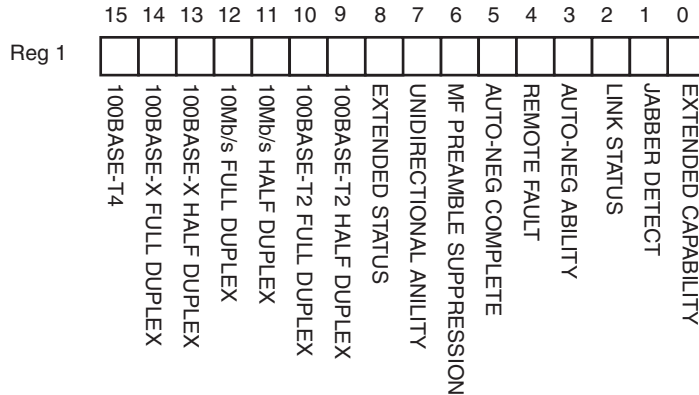 15 14 13 12 11 10 9 8 7 6 5 4 3 2 1 0
Reg 1
100BASE-T4
100BASE-X FULL DUPLEX
100BASE-X HALF DUPLEX
10Mb/s FULL DUPLEX
10Mb/s HALF DUPLEX
100BASE-T2 FULL DUPLEX
100BASE-T2 HALF DUPLEX
EXTENDED STATUS
UNIDIRECTIONAL ANILITY
MF PREAMBLE SUPPRESSION
AUTO-NEG COMPLETE
REMOTE FAULT
AUTO-NEG ABILITY
LINK STATUS
JABBER DETECT
EXTENDED CAPABILITY